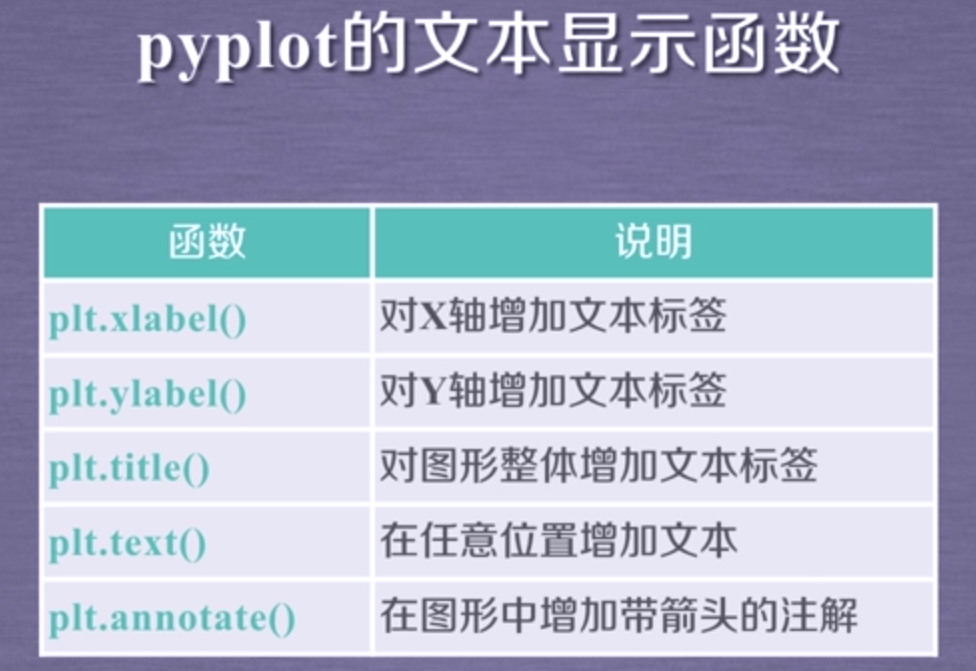 pyplot的文本显示函数
函数 说明
plt.xlabel() 对X轴增加文本标签
plt.ylabel() 对Y轴增加文本标签
plt.title() 对图形整体增加文本标签
plt.text() 在任意位置增加文本
plt.annotate() 在图形中增加带箭头的注解